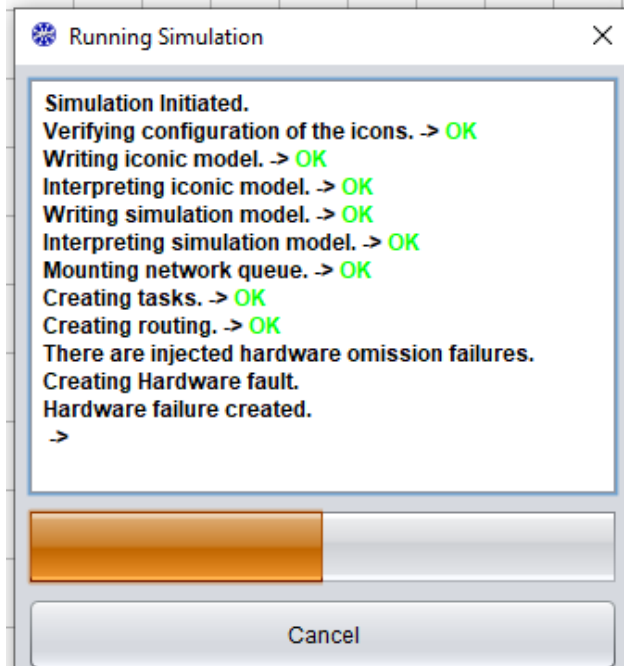 Running Simulation
Simulation Initiated.
Verifying configuration of the icons. -> OK
Writing iconic model. -> OK
Interpreting iconic model. -> OK
Writing simulation model. -> OK
Interpreting simulation model. -> OK
Mounting network queue. -> OK
Creating tasks. -> OK
Creating routing. -> OK
There are injected hardware omission failures.
Creating Hardware fault.
Hardware failure created.
->
Cancel